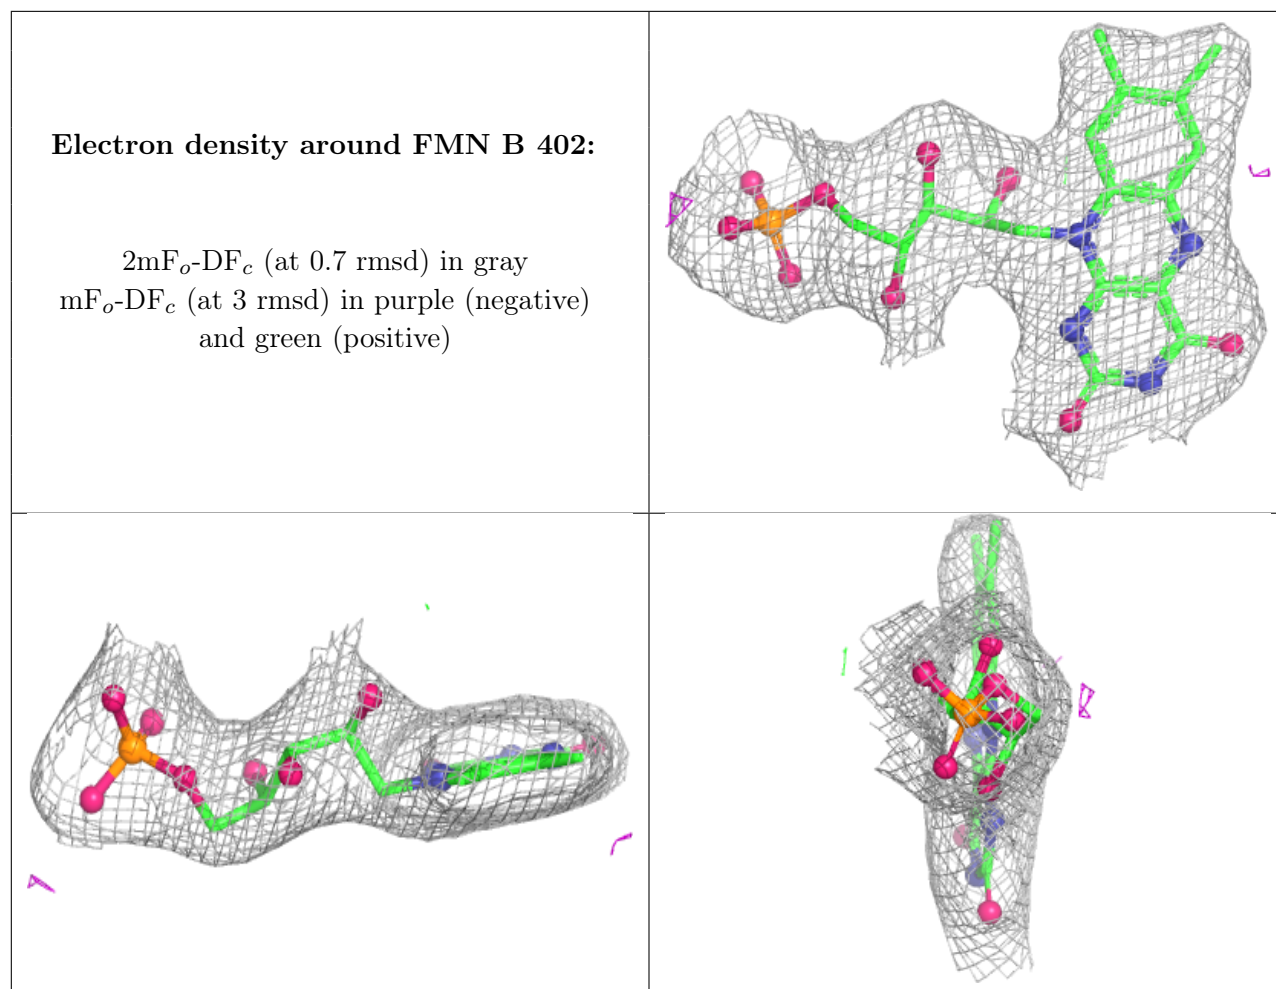 Electron density around FMN B 402:
2mFo-DFc (at 0.7 rmsd) in gray
mFo-DFc (at 3 rmsd) in purple (negative)
and green (positive)